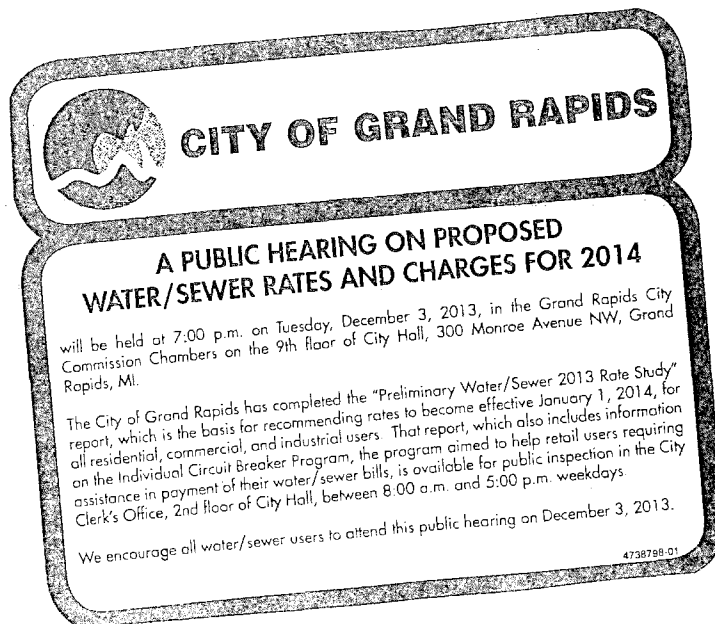 CITY OF GRAND RAPIDS
A PUBLIC HEARING ON PROPOSED
WATER/SEWER RATES AND CHARGES FOR 2014
will be held at 7:00 p.m. on Tuesday, December 3, 2013, in the Grand Rapids City
Commission Chambers on the 9th floor of City Hall, 300 Monroe Avenue NW, Grand
Rapids, MI.
The City of Grand Rapids has completed the "Preliminary Water/Sewer 2013 Rate Study"
report, which is the basis for recommending rates to become effective January 1, 2014, for
all residential, commercial, and industrial users. That report, which also includes information
on the Individual Circuit Breaker Program, the program aimed to help retail users requiring
assistance in payment of their water/sewer bills, is available for public inspection in the City
Clerk's Office, 2nd floor of City Hall, between 8:00 a.m. and 5:00 p.m. weekdays.
We encourage all water/sewer users to attend this public hearing on December 3, 2013.
4738798-01